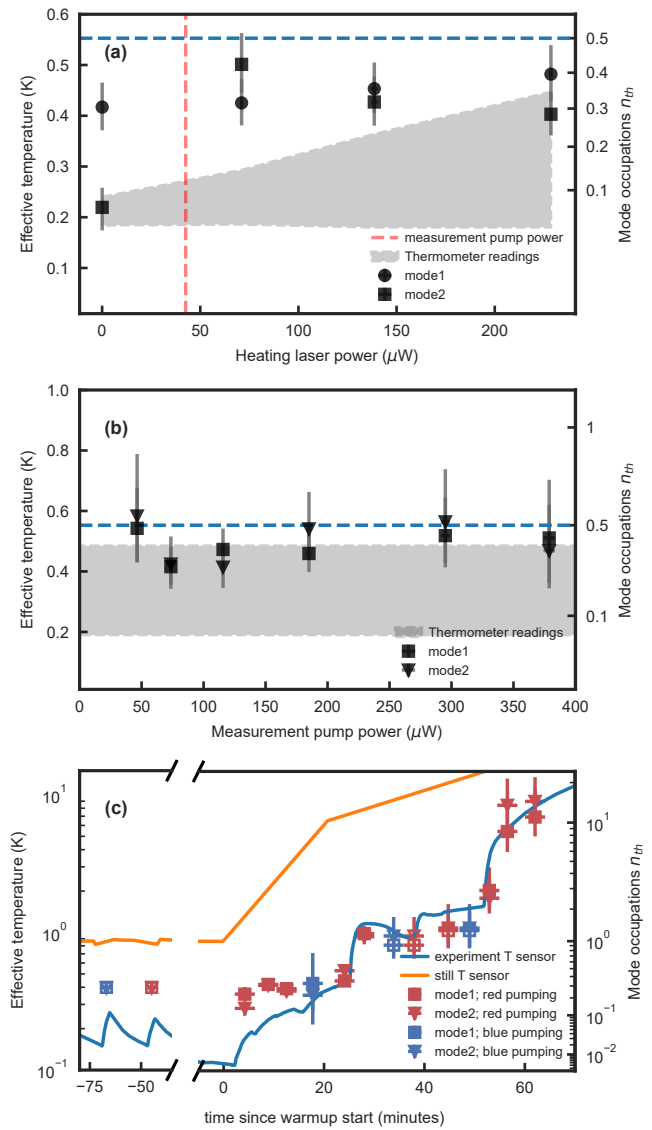 0.6
0.5
0.4
0.3
0.2
0.1
Effective temperature (K)
(a)
0.5
0.4
0.3
0.2
0.1
Mode occupations nth
measurement pump power
Thermometer readings
mode1
mode2
0 50 100 150 200
Heating laser power (μW)
1.0
0.8
0.6
0.4
0.2
Effective temperature (K)
(b)
1
0.5
0.1
Mode occupations nth
Thermometer readings
mode1
mode2
0 50 100 150 200 250 300 350 400
Measurement pump power (μW)
10^1
10^0
10^-1
Effective temperature (K)
(c)
10^1
10^0
10^-1
10^-2
Mode occupations nth
experiment T sensor
still T sensor
mode1; red pumping
mode2; red pumping
mode1; blue pumping
mode2; blue pumping
−75 −50 0 20 40 60
time since warmup start (minutes)